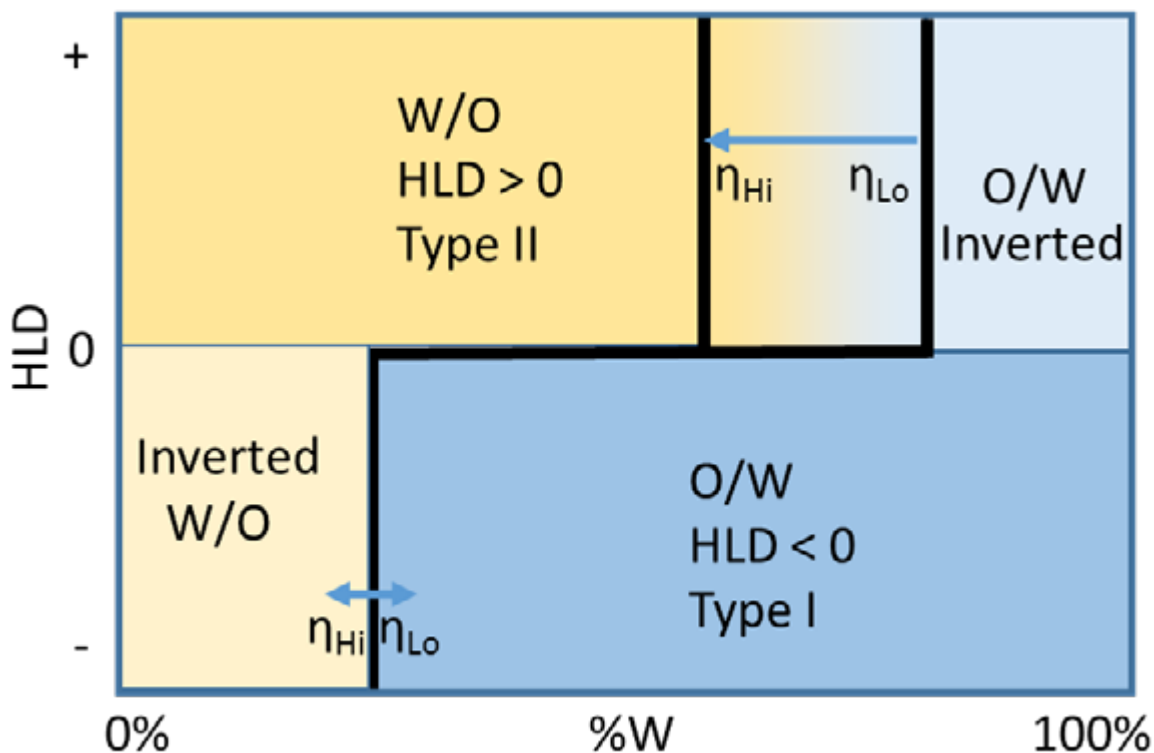 +
W/O
HLD > 0
Type II
ηHi
ηLo
O/W
Inverted
HLD
0
Inverted
W/O
O/W
HLD < 0
Type I
ηHi
ηLo
-
0%
%W
100%